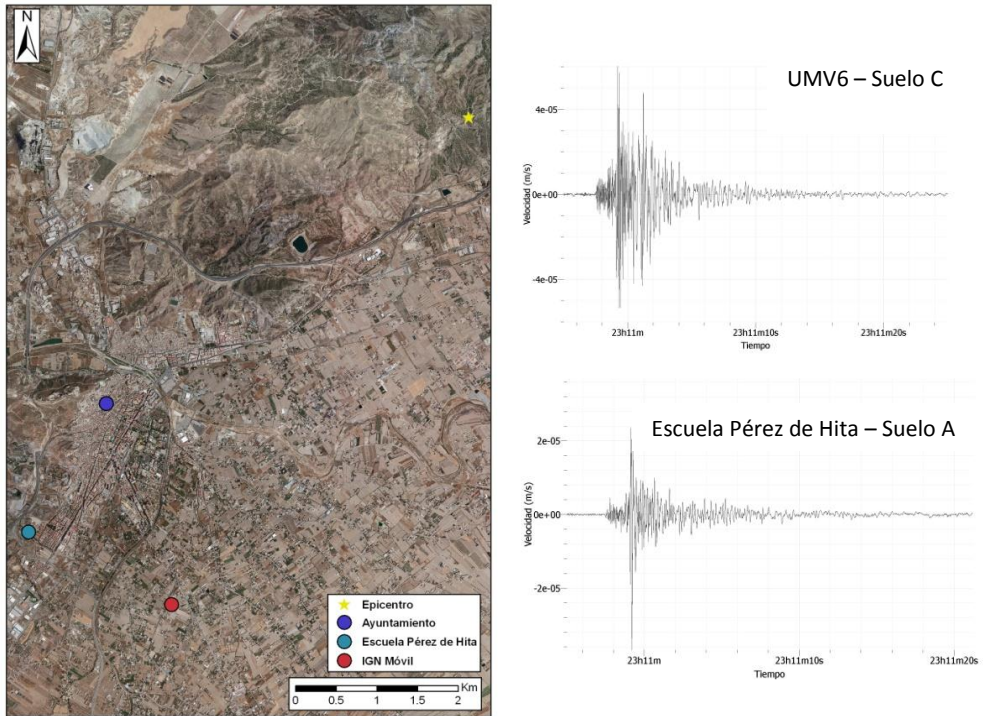 N
Epicentro
Ayuntamiento
Escuela Pérez de Hita
IGN Móvil
Km
0 0.5 1 1.5 2
UMV6 – Suelo C
4e-05
0e+00
-4e-05
Velocidad (m/s)
23h11m 23h11m10s 23h11m20s
Tiempo
Escuela Pérez de Hita – Suelo A
2e-05
0e+00
-2e-05
Velocidad (m/s)
23h11m 23h11m10s 23h11m20s
Tiempo